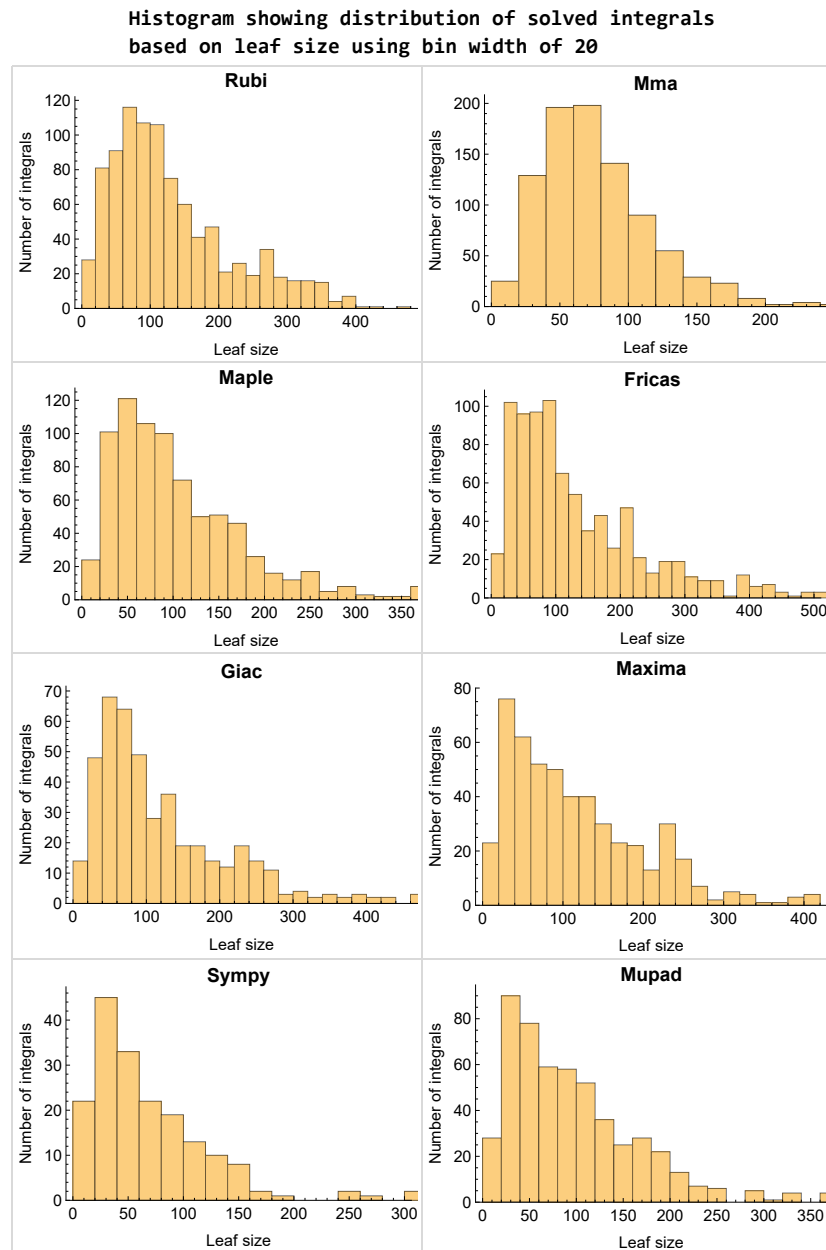 Histogram showing distribution of solved integrals
based on leaf size using bin width of 20
Rubi
Number of integrals
120
100
80
60
40
20
0
0 100 200 300 400
Leaf size
Mma
Number of integrals
200
150
100
50
0
0 50 100 150 200
Leaf size
Maple
Number of integrals
120
100
80
60
40
20
0
0 50 100 150 200 250 300 350
Leaf size
Fricas
Number of integrals
100
80
60
40
20
0
0 100 200 300 400 500
Leaf size
Giac
Number of integrals
70
60
50
40
30
20
10
0
0 100 200 300 400
Leaf size
Maxima
Number of integrals
80
60
40
20
0
0 100 200 300 400
Leaf size
Sympy
Number of integrals
40
30
20
10
0
0 50 100 150 200 250 300
Leaf size
Mupad
Number of integrals
80
60
40
20
0
0 50 100 150 200 250 300 350
Leaf size